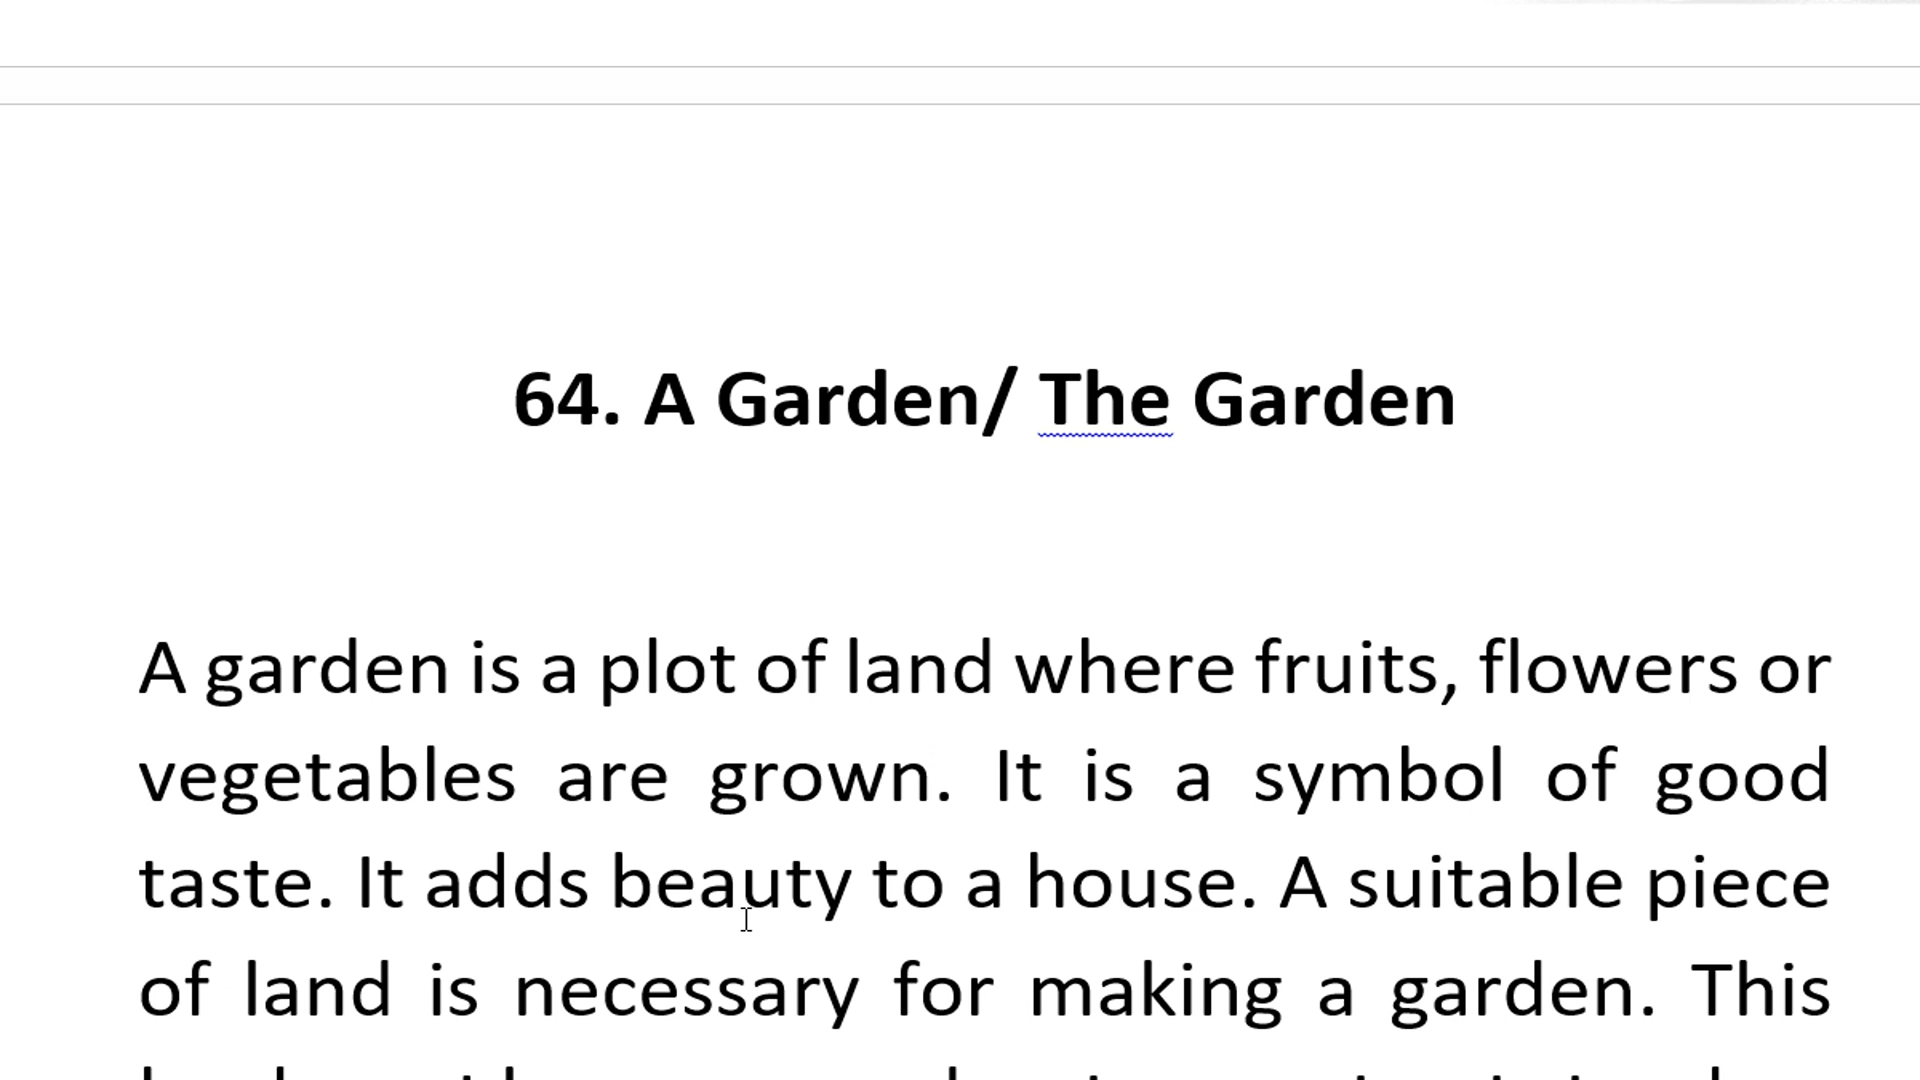 64. A Garden/ The Garden
A garden is a plot of land where fruits, flowers or
vegetables are grown. It is a symbol of good
taste. It adds beauty to a house. A suitable piece
of land is necessary for making a garden. This